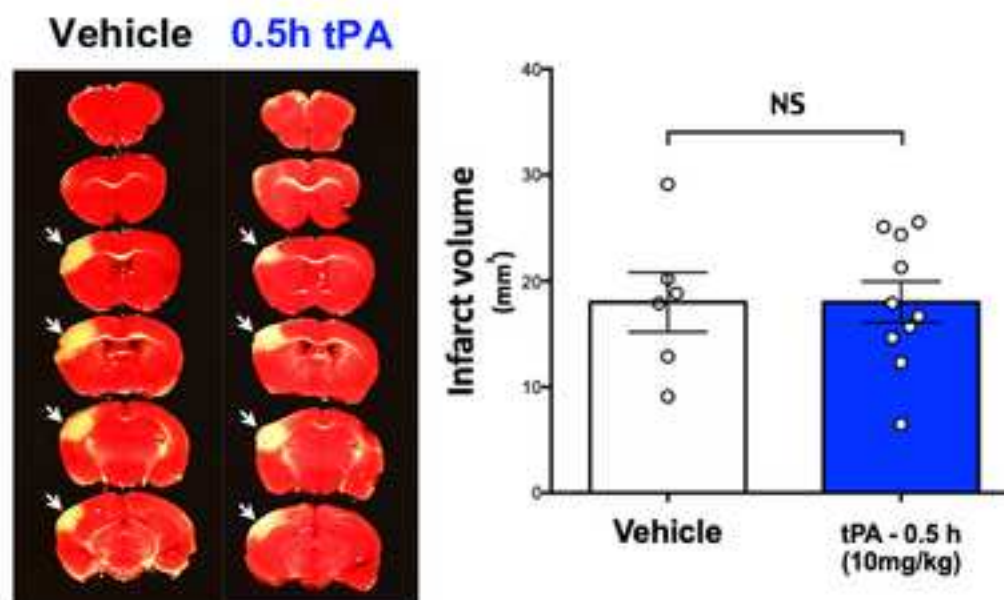 Vehicle 0.5h tPA
40
NS
30
Infarct volume
(mm³)
20
10
0
Vehicle
tPA - 0.5 h
(10mg/kg)